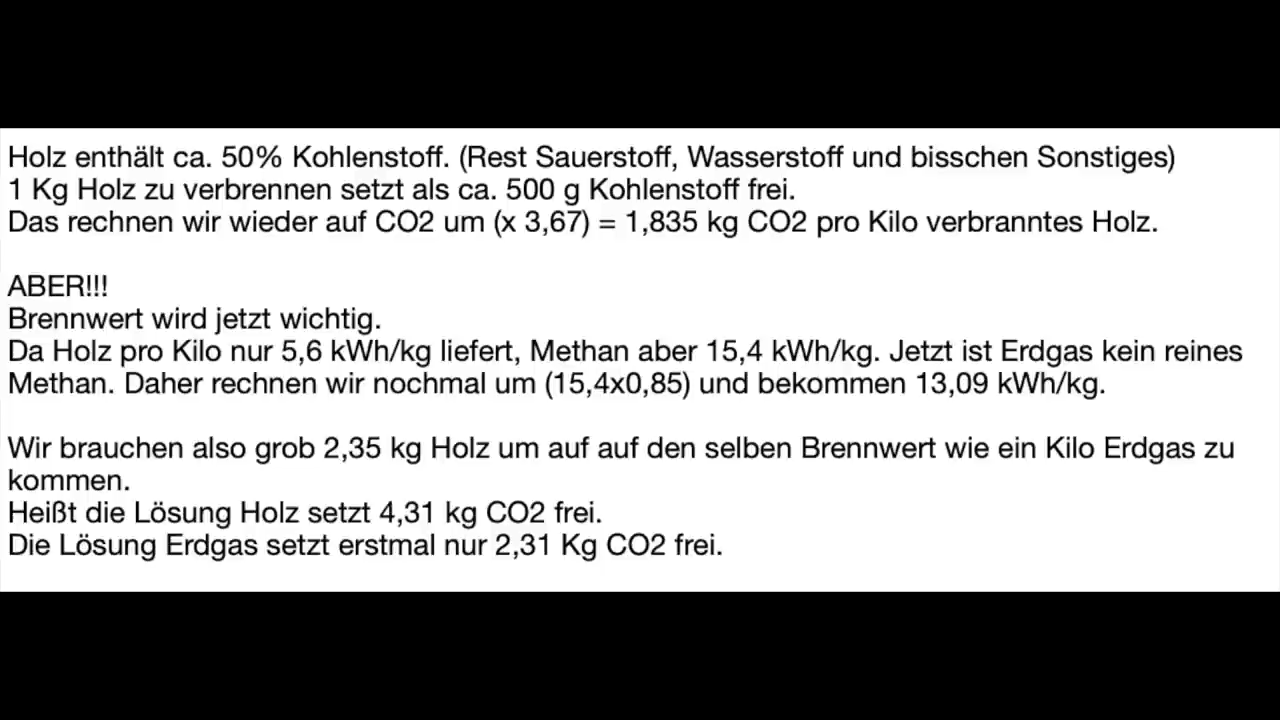 Holz enthält ca. 50% Kohlenstoff. (Rest Sauerstoff, Wasserstoff und bisschen Sonstiges)
1 Kg Holz zu verbrennen setzt als ca. 500 g Kohlenstoff frei.
Das rechnen wir wieder auf CO2 um (x 3,67) = 1,835 kg CO2 pro Kilo verbranntes Holz.
ABER!!!
Brennwert wird jetzt wichtig.
Da Holz pro Kilo nur 5,6 kWh/kg liefert, Methan aber 15,4 kWh/kg. Jetzt ist Erdgas kein reines
Methan. Daher rechnen wir nochmal um (15,4x0,85) und bekommen 13,09 kWh/kg.
Wir brauchen also grob 2,35 kg Holz um auf auf den selben Brennwert wie ein Kilo Erdgas zu
kommen.
Heißt die Lösung Holz setzt 4,31 kg CO2 frei.
Die Lösung Erdgas setzt erstmal nur 2,31 Kg CO2 frei.